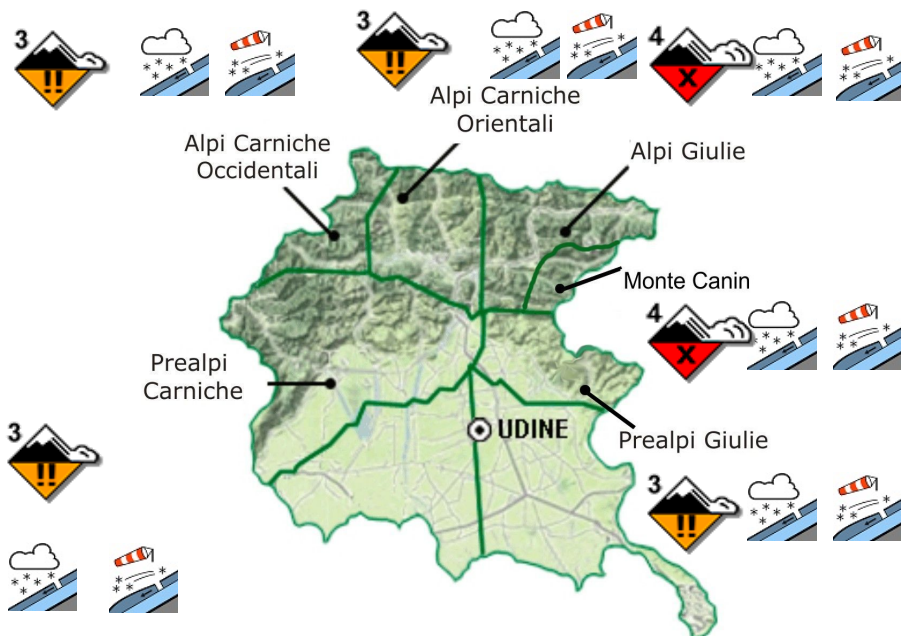 3
!!
3
!!
4
X
Alpi Carniche
Orientali
Alpi Carniche
Occidentali
Alpi Giulie
Monte Canin
4
X
Prealpi
Carniche
3
!!
UDINE
Prealpi Giulie
3
!!